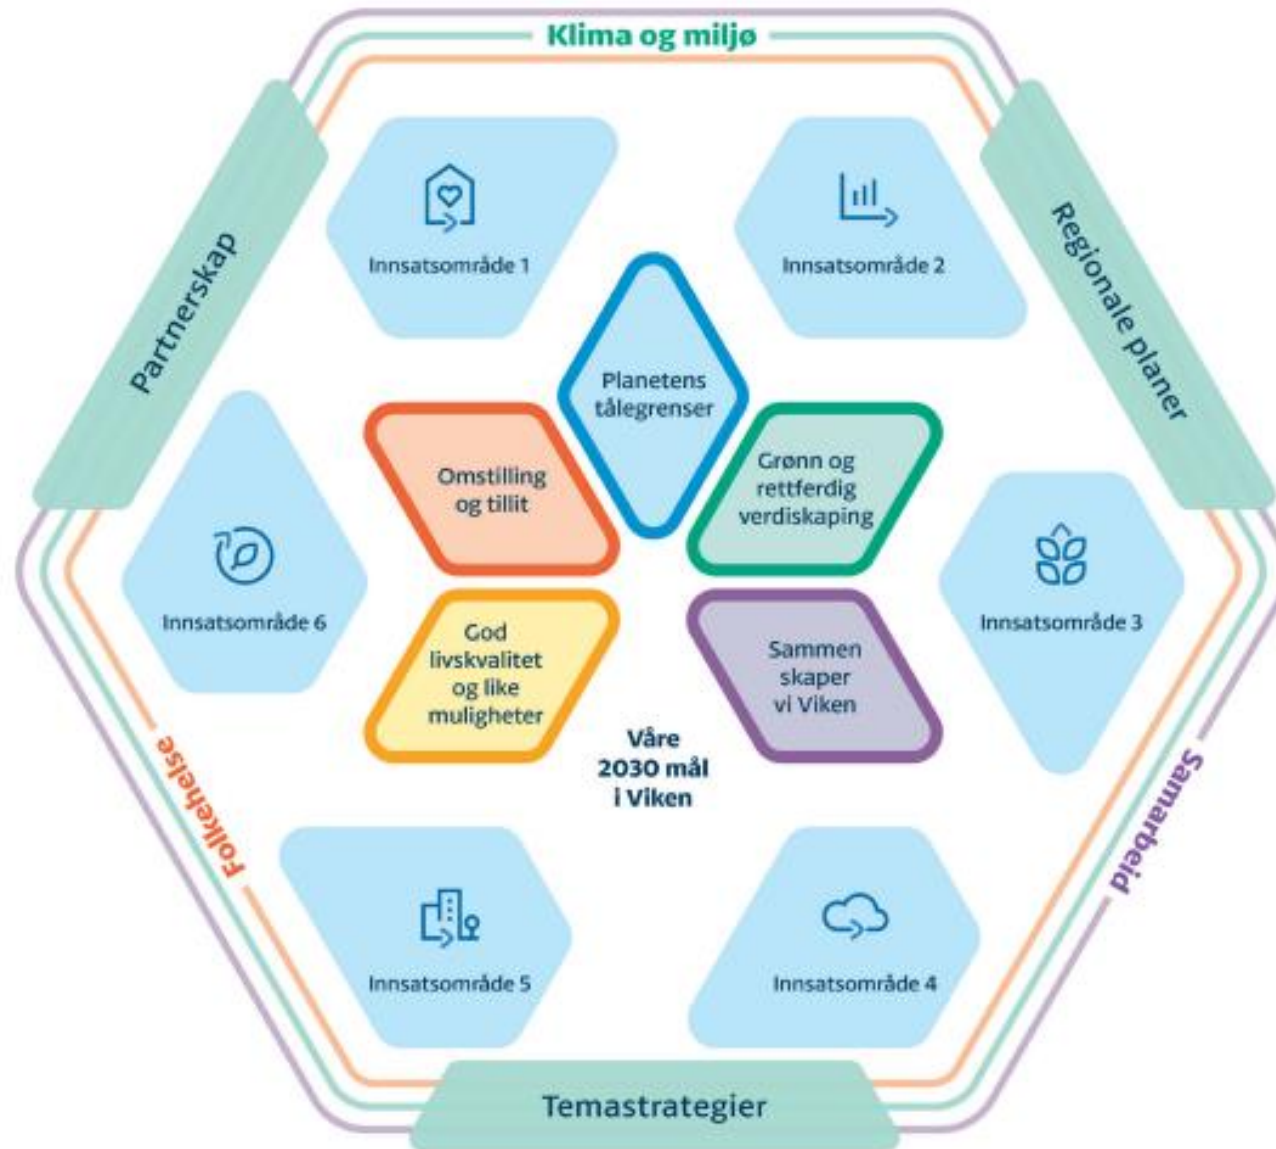 Klima og miljø
Partnerskap
Regionale planer
Innsatsområde 1
Innsatsområde 2
Planetens
tålegrenser
Omstilling
og tillit
Grønn og
rettferdig
verdiskaping
Innsatsområde 6
Innsatsområde 3
God
livskvalitet
og like
muligheter
Sammen
skaper
vi Viken
Våre
2030 mål
i Viken
Folkehelse
Samarbeid
Innsatsområde 5
Innsatsområde 4
Temastrategier